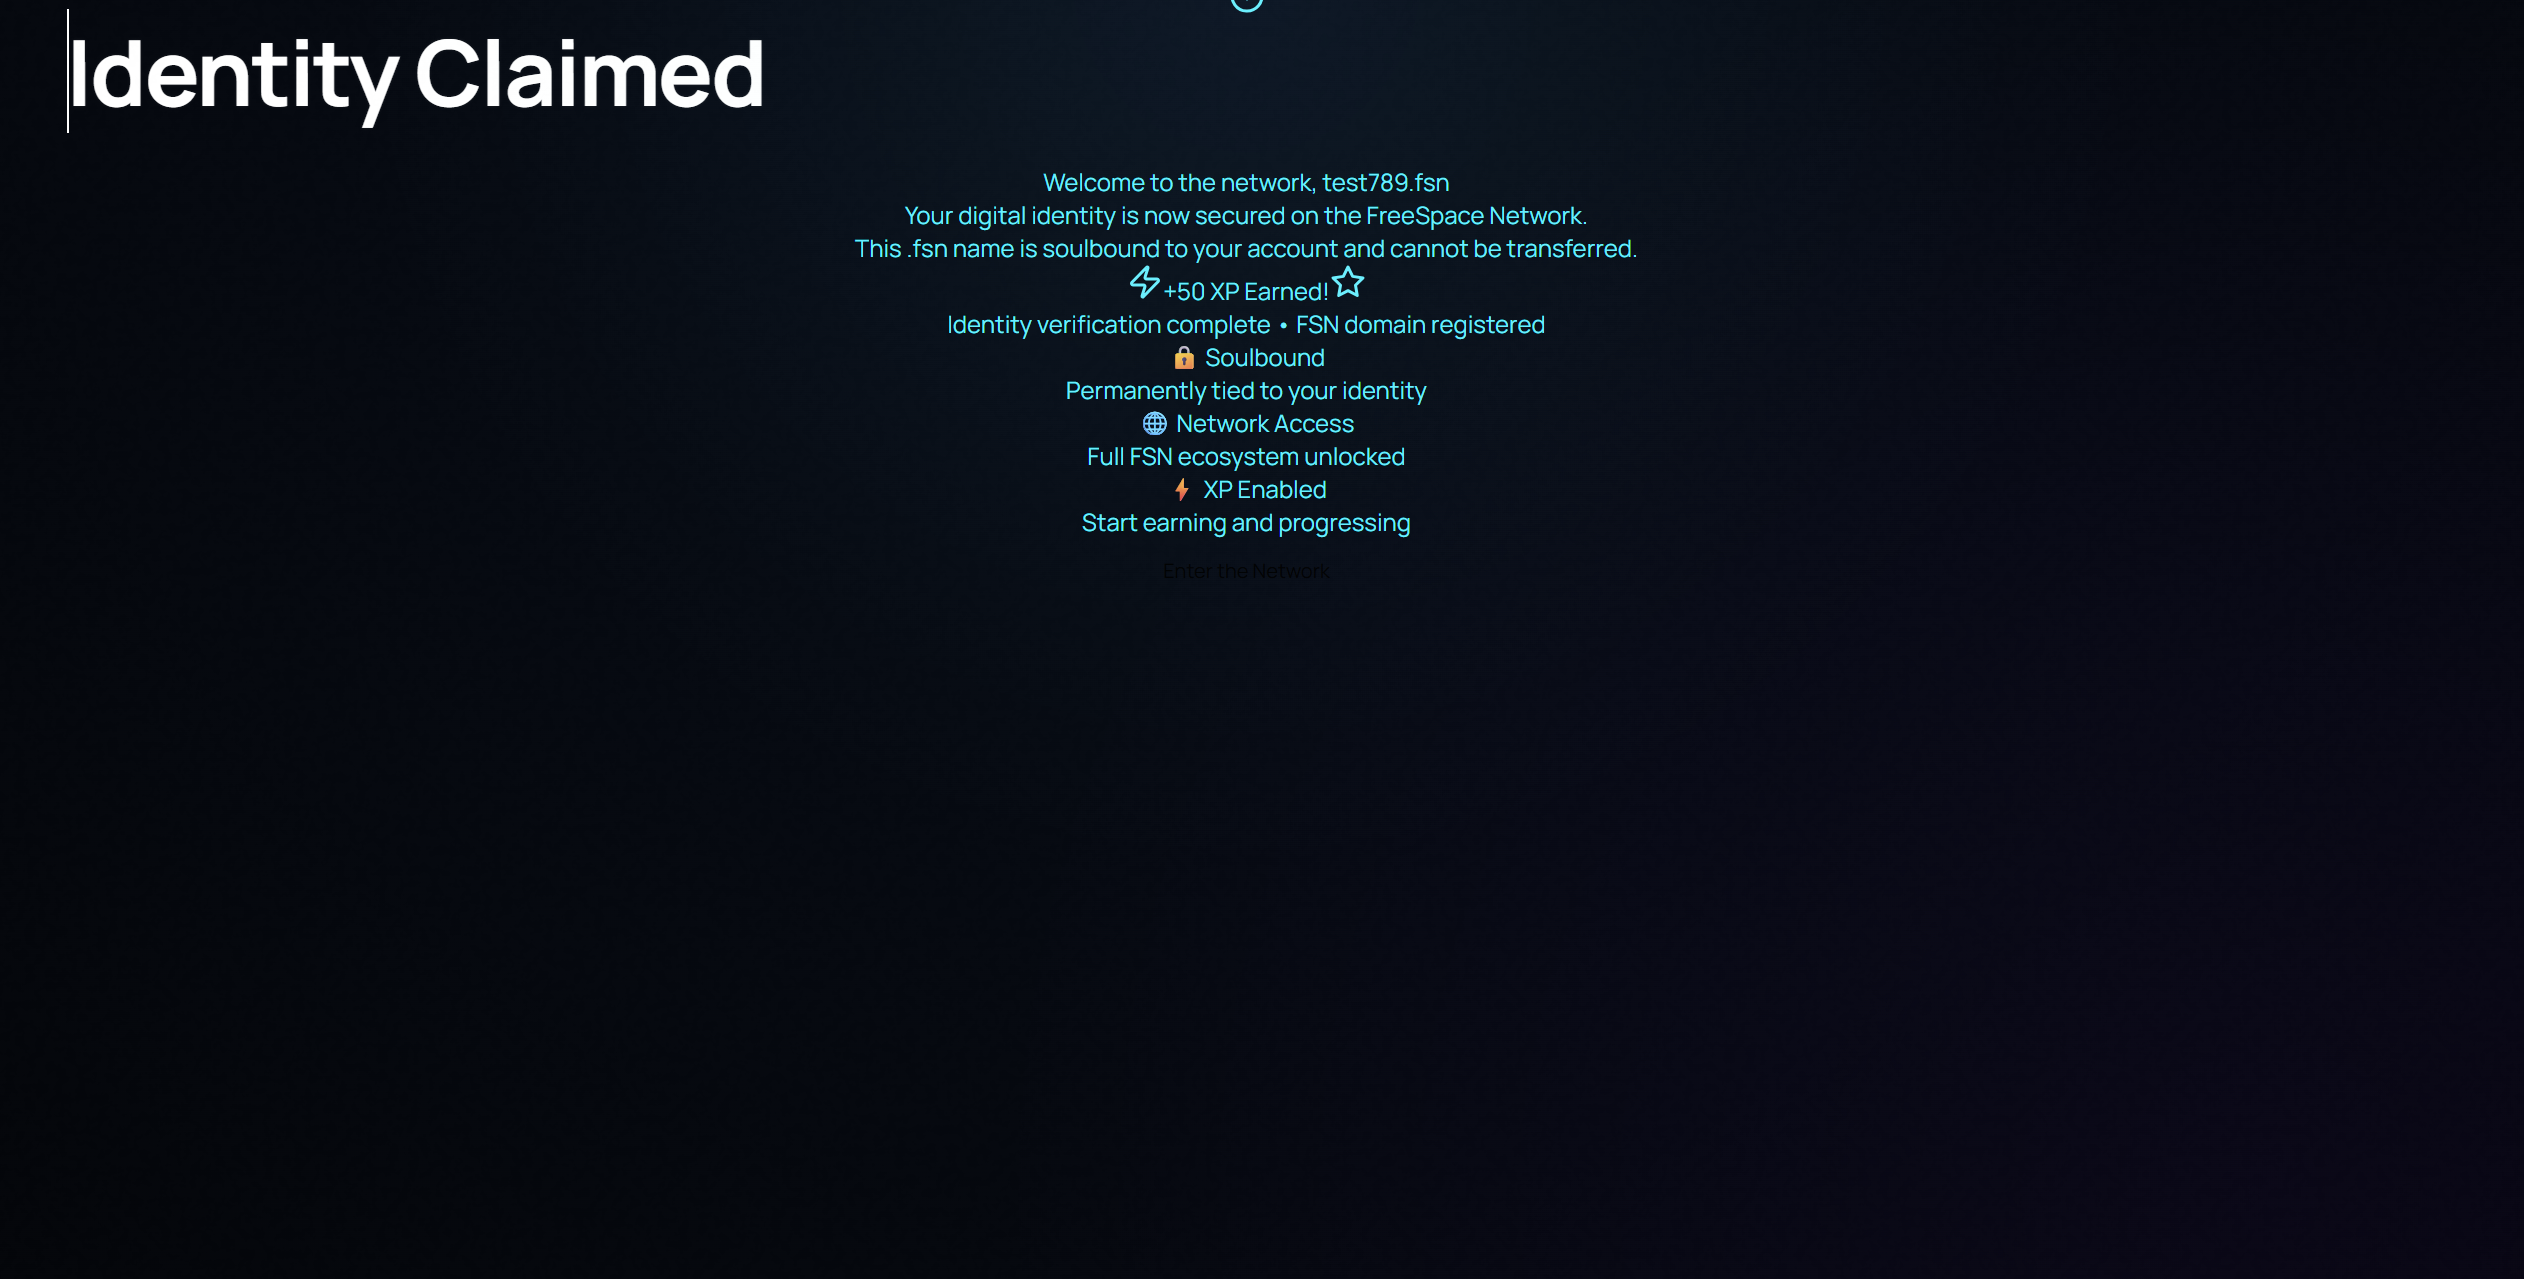 Identity Claimed
Welcome to the network, test789.fsn
Your digital identity is now secured on the FreeSpace Network.
This .fsn name is soulbound to your account and cannot be transferred.
+50 XP Earned!
Identity verification complete • FSN domain registered
🔒 Soulbound
Permanently tied to your identity
🌐 Network Access
Full FSN ecosystem unlocked
⚡ XP Enabled
Start earning and progressing
Enter the Network